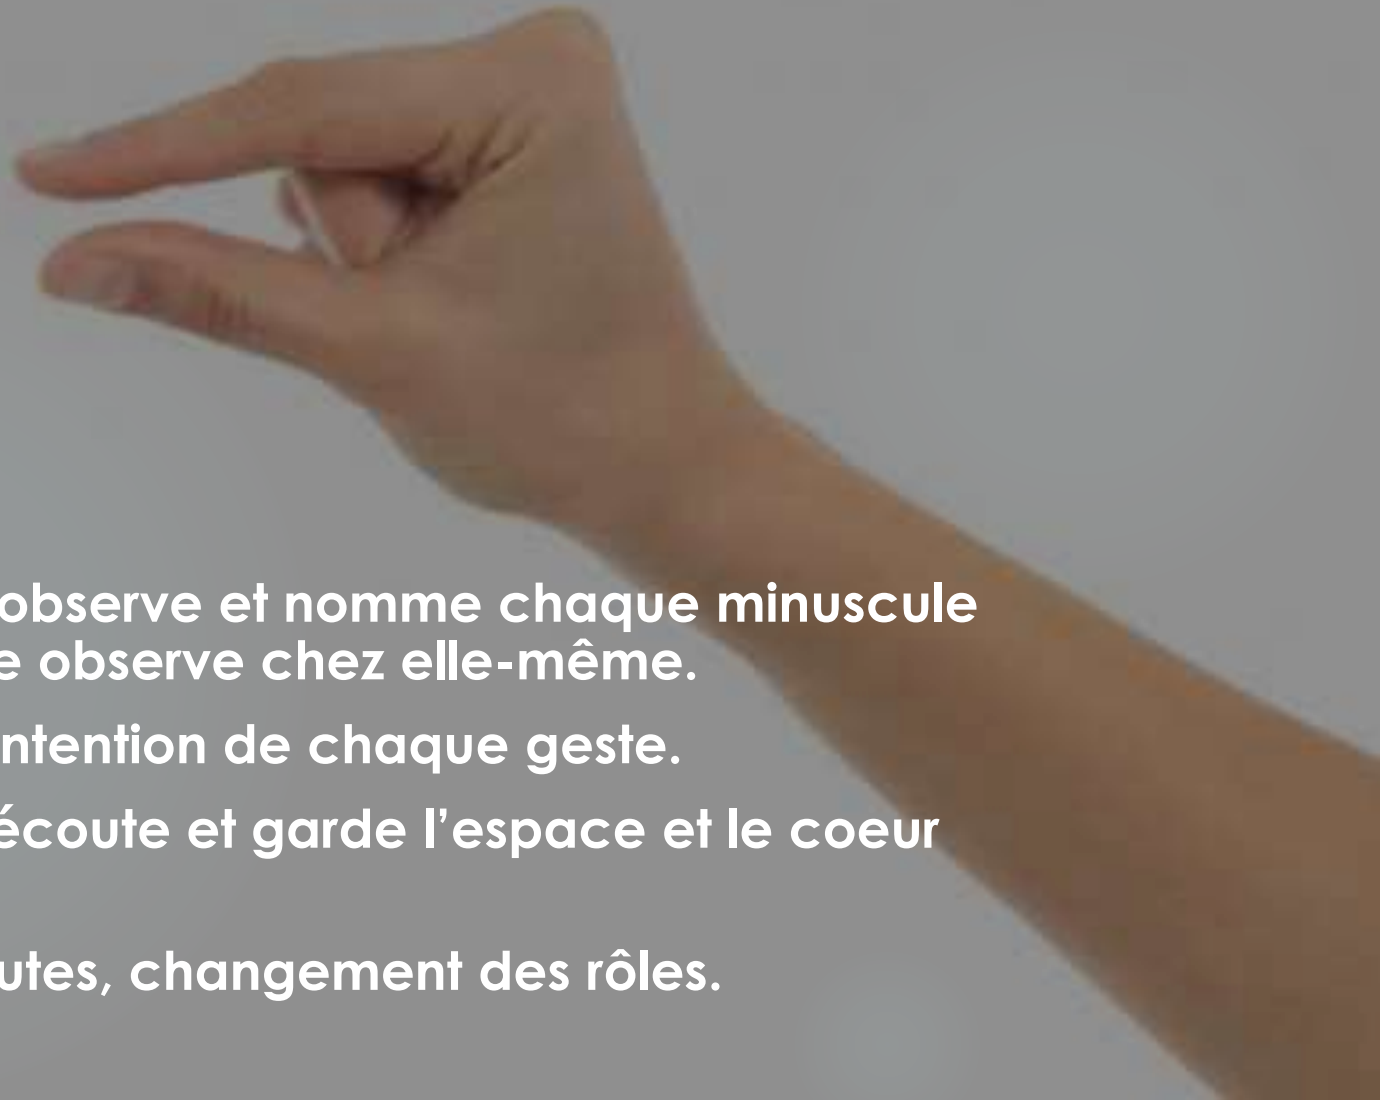 observe et nomme chaque minuscule
e observe chez elle-même.
ntention de chaque geste.
écoute et garde l’espace et le coeur
utes, changement des rôles.